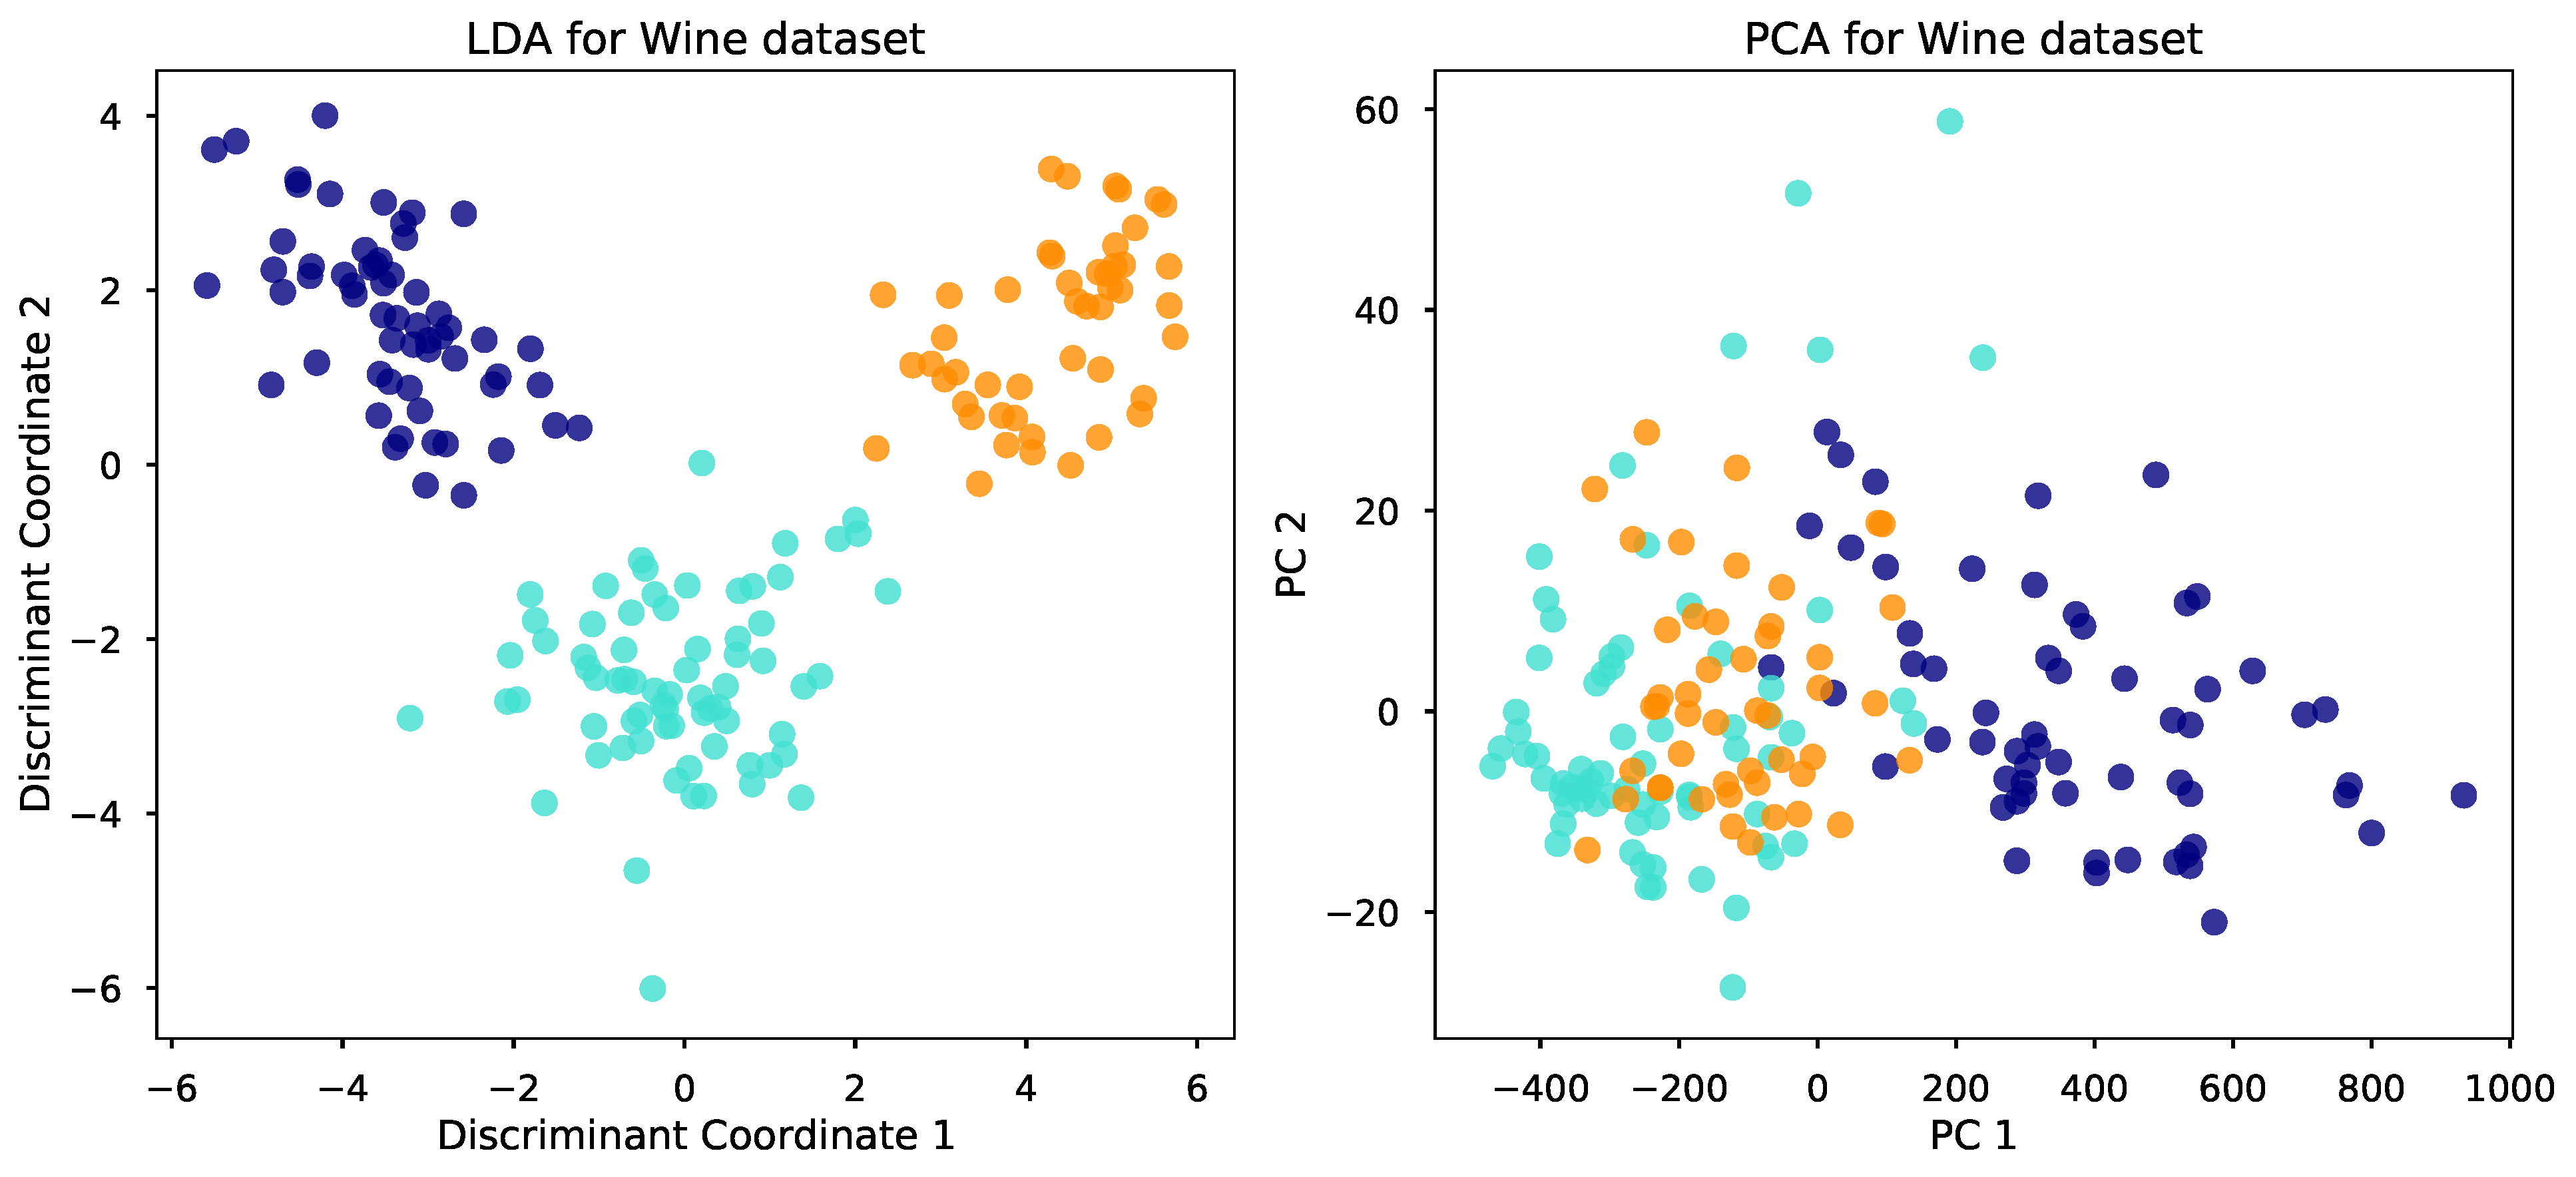 LDA for Wine dataset
4
2
0
−2
−4
−6
Discriminant Coordinate 2
−6 −4 −2 0 2 4 6
Discriminant Coordinate 1
PCA for Wine dataset
60
40
20
0
−20
PC 2
−400 −200 0 200 400 600 800 1000
PC 1